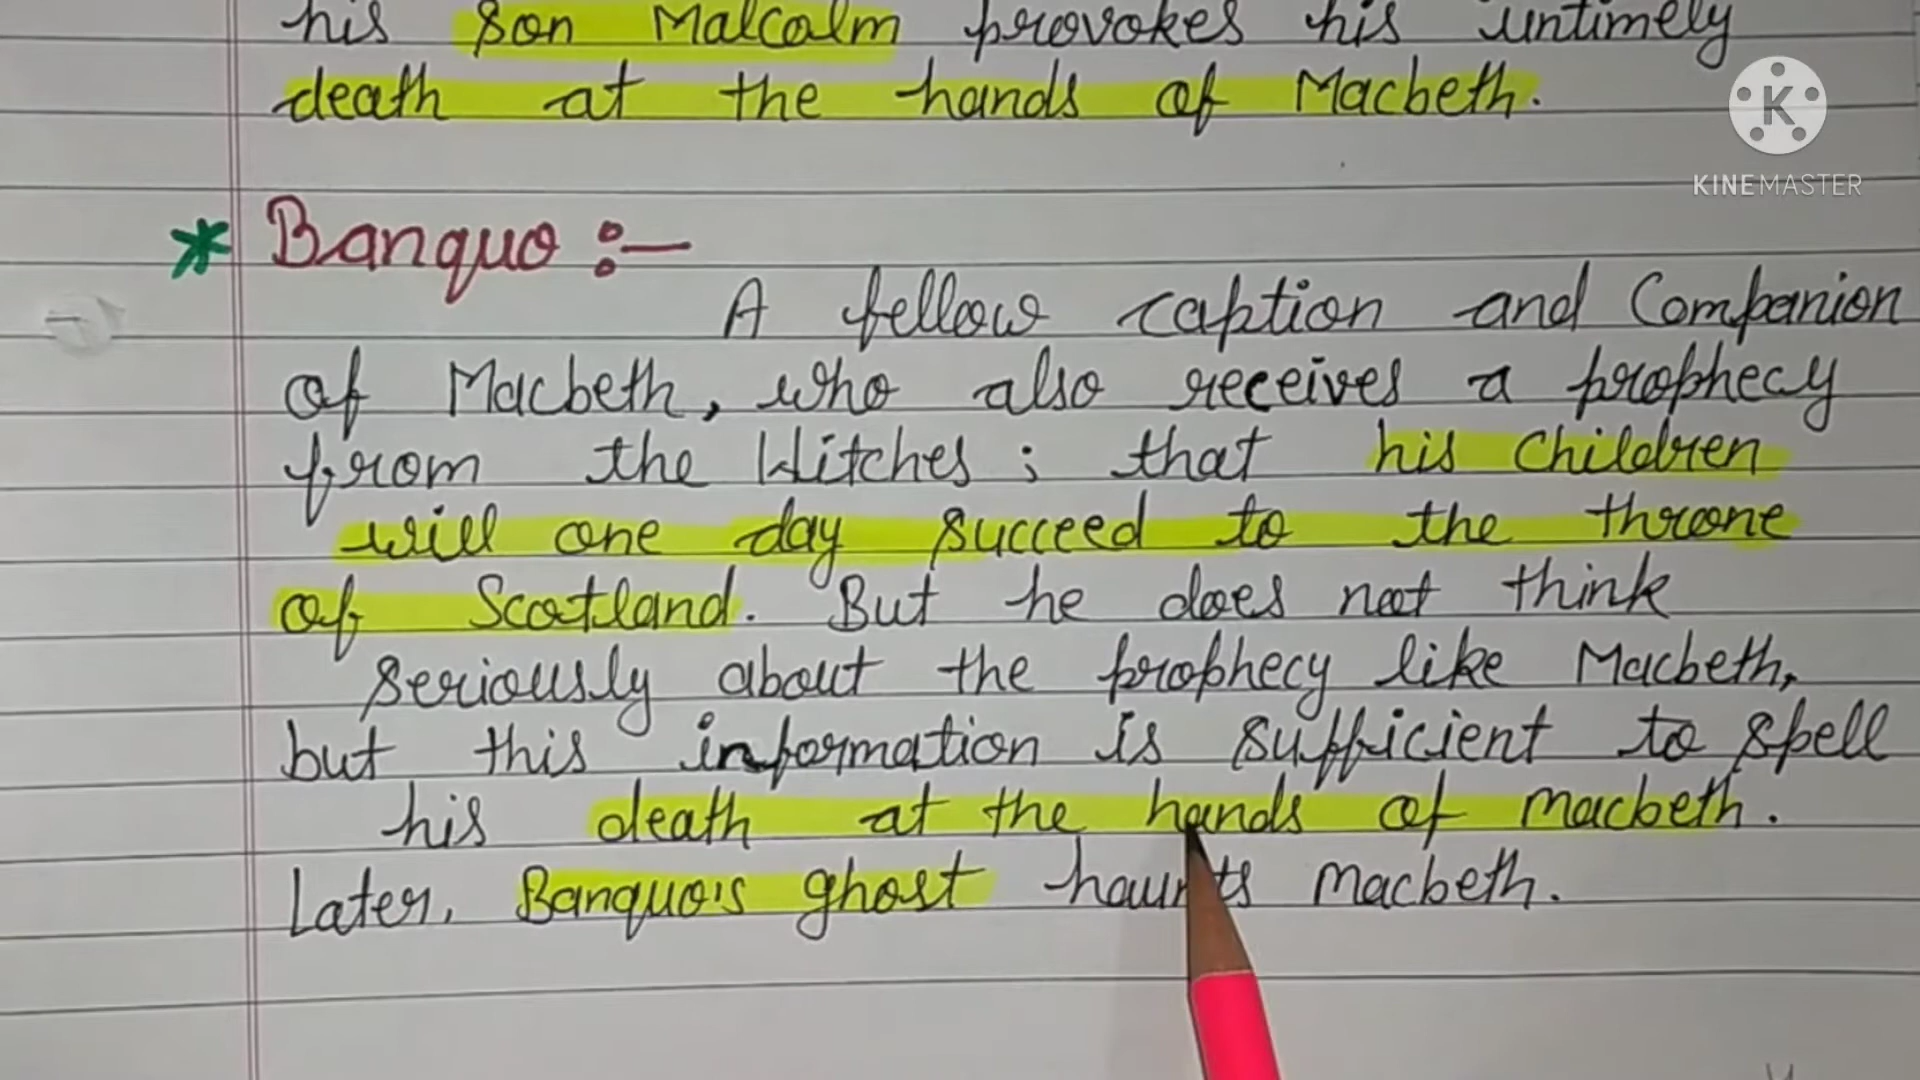 his son Malcalm provokes his untimely
death at the hands of Macbeth.
K
KINEMASTER
* Banquo :-
A fellow caption and Companion
of Macbeth, who also receives a prophecy
from the Witches ; that his children
will one day succeed to the throne
of Scotland. But he does not think
seriously about the prophecy like Macbeth,
but this information is sufficient to spell
his death at the hands of macbeth.
Later, Banquo's ghost haunts macbeth.